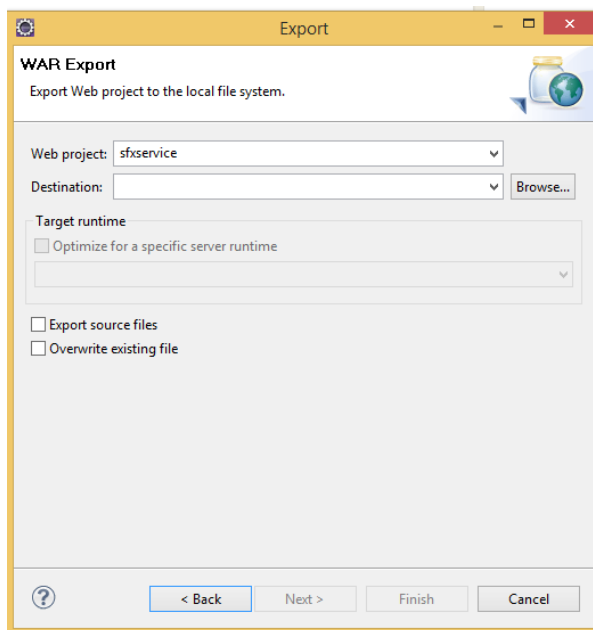 Export
WAR Export
Export Web project to the local file system.
Web project: sfxservice
Destination: Browse...
Target runtime
Optimize for a specific server runtime
Export source files
Overwrite existing file
? < Back Next > Finish Cancel